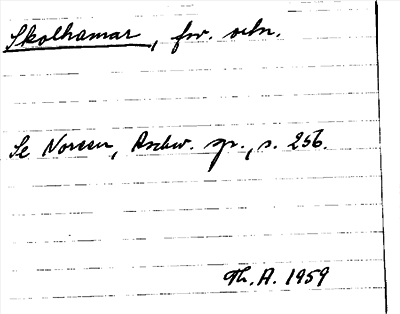 Skolhamar, fsv. ortn.
Se Noreen, Aschw. gr., s. 256.
Th. A. 1959